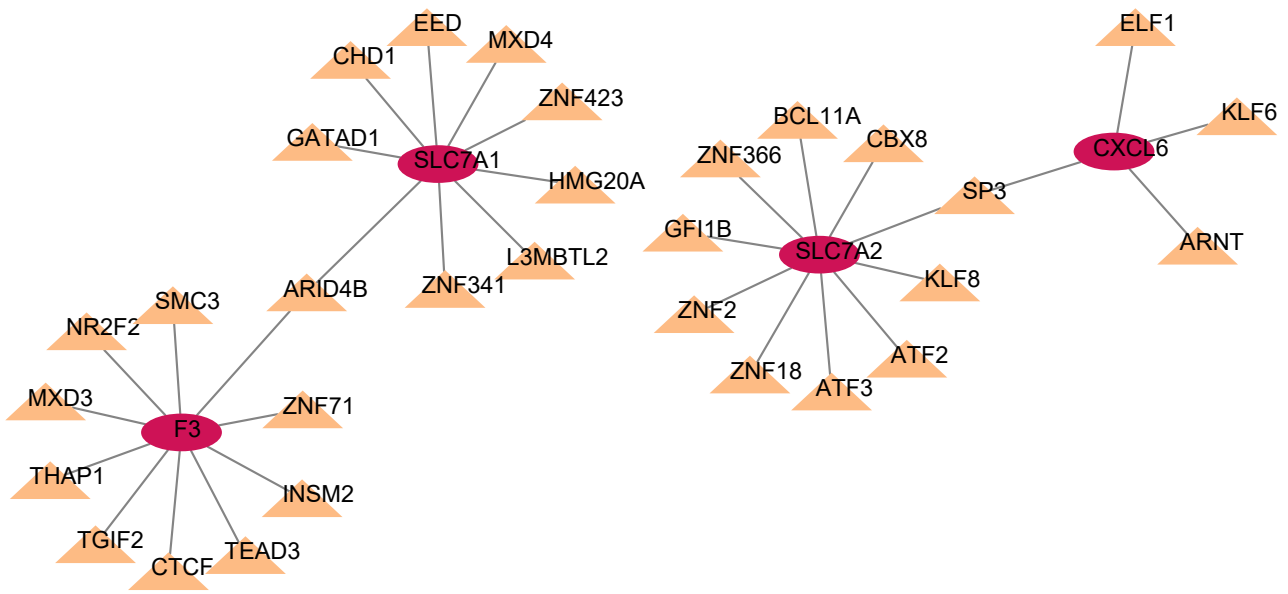 EED
MXD4
CHD1
ZNF423
GATAD1
SLC7A1
HMG20A
L3MBTL2
ZNF341
ARID4B
SMC3
NR2F2
MXD3
ZNF71
F3
THAP1
INSM2
TGIF2
CTCF
TEAD3
ELF1
KLF6
BCL11A
CBX8
CXCL6
ZNF366
SP3
GFI1B
SLC7A2
ARNT
KLF8
ZNF2
ATF2
ZNF18
ATF3